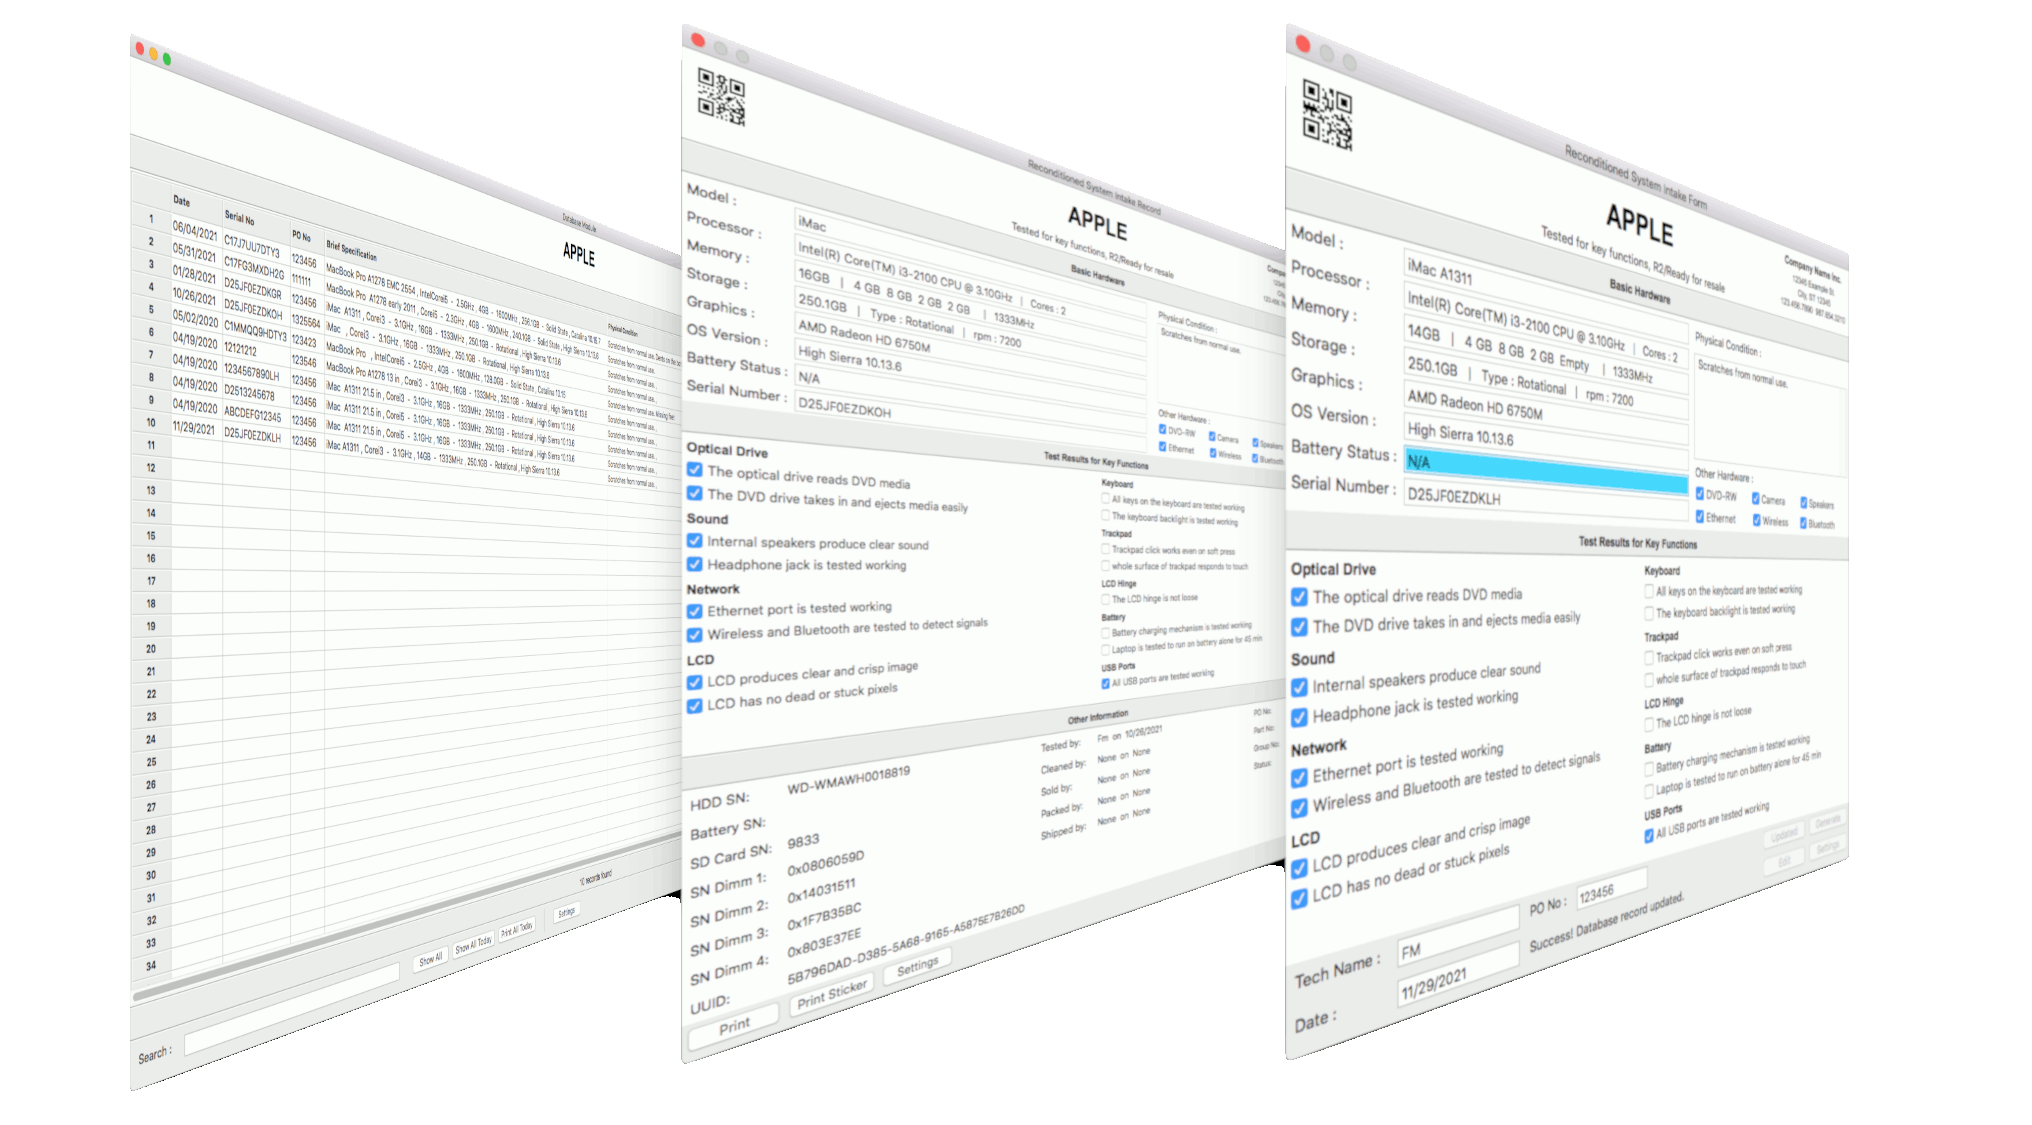 Database Module
APPLE
Date Serial No PO No Brief Specification Physical Condition
1 06/04/2021 C17J7UU7DTY3 123456 MacBook Pro A1278 EMC 2554 , IntelCorei5 - 2.5GHz , 4GB - 1600MHz , 256.1GB - Solid State , Catalina 10.15.7
2 05/31/2021 C17FG3MXDH2G 111111 MacBook Pro A1278 early 2011 , Corei5 - 2.3GHz , 4GB - 1600MHz , 240.1GB - Solid State , High Sierra 10.13.6 Scratches from normal use.
3 01/28/2021 D25JF0EZDKGR 123456 iMac A1311 , Corei3 - 3.1GHz , 16GB - 1333MHz , 250.1GB - Rotational , High Sierra 10.13.6 Scratches from normal use.
4 10/26/2021 D25JF0EZDKOH 1325564 iMac , Corei3 - 3.1GHz , 16GB - 1333MHz , 250.1GB - Rotational , High Sierra 10.13.6 Scratches from normal use.
5 05/02/2020 C1MMQQ9HDTY3 123423 MacBook Pro , IntelCorei5 - 2.5GHz , 4GB - 1600MHz , 128.0GB - Solid State , Catalina 10.15 Scratches from normal use.
6 04/19/2020 12121212 123546 MacBook Pro A1278 13 in , Corei3 - 3.1GHz , 16GB - 1333MHz , 250.1GB - Rotational , High Sierra 10.13.6
7 04/19/2020 1234567890LH 123456 iMac A1311 21.5 in , Corei3 - 3.1GHz , 16GB - 1333MHz , 250.1GB - Rotational , High Sierra 10.13.6 Scratches from normal use.
8 04/19/2020 D2513245678 123456 iMac A1311 21.5 in , Corei5 - 3.1GHz , 16GB - 1333MHz , 250.1GB - Rotational , High Sierra 10.13.6 Scratches from normal use.
9 04/19/2020 ABCDEFG12345 123456 iMac A1311 21.5 in , Corei5 - 3.1GHz , 16GB - 1333MHz , 250.1GB - Rotational , High Sierra 10.13.6 Scratches from normal use.
10 11/29/2021 D25JF0EZDKLH 123456 iMac A1311 , Corei3 - 3.1GHz , 14GB - 1333MHz , 250.1GB - Rotational , High Sierra 10.13.6 Scratches from normal use.
11
12
13
14
15
16
17
18
19
20
21
22
23
24
25
26
27
28
29
30
31
32
33
34
10 records found
Search : Show All Show All Today Print All Today Settings
Reconditioned System Intake Record
APPLE
Tested for key functions, R2/Ready for resale
Basic Hardware
Model : iMac
Processor : Intel(R) Core(TM) i3-2100 CPU @ 3.10GHz | Cores : 2
Memory : 16GB | 4 GB 8 GB 2 GB 2 GB | 1333MHz
Storage : 250.1GB | Type : Rotational | rpm : 7200
Graphics : AMD Radeon HD 6750M
OS Version : High Sierra 10.13.6
Battery Status : N/A
Serial Number : D25JF0EZDKOH
Physical Condition :
Scratches from normal use.
Other Hardware :
DVD-RW Camera Speakers
Ethernet Wireless Bluetooth
Test Results for Key Functions
Optical Drive
The optical drive reads DVD media
The DVD drive takes in and ejects media easily
Sound
Internal speakers produce clear sound
Headphone jack is tested working
Network
Ethernet port is tested working
Wireless and Bluetooth are tested to detect signals
LCD
LCD produces clear and crisp image
LCD has no dead or stuck pixels
Keyboard
All keys on the keyboard are tested working
The keyboard backlight is tested working
Trackpad
Trackpad click works even on soft press
whole surface of trackpad responds to touch
LCD Hinge
The LCD hinge is not loose
Battery
Battery charging mechanism is tested working
Laptop is tested to run on battery alone for 45 min
USB Ports
All USB ports are tested working
Other Information
HDD SN: WD-WMAWH0018819
Battery SN:
SD Card SN: 9833
SN Dimm 1: 0x0806059D
SN Dimm 2: 0x14031511
SN Dimm 3: 0x1F7B35BC
SN Dimm 4: 0x803E37EE
UUID: 5B796DAD-D385-5A68-9165-A5875E7B26DD
Tested by: Fm on 10/26/2021
Cleaned by: None on None
Sold by: None on None
Packed by: None on None
Shipped by: None on None
PO No:
Part No:
Group No:
Status:
Print Print Sticker Settings
Reconditioned System Intake Form
APPLE
Tested for key functions, R2/Ready for resale
Company Name Inc.
12345 Example St.
City, ST 12345
Basic Hardware
Model : iMac A1311
Processor : Intel(R) Core(TM) i3-2100 CPU @ 3.10GHz | Cores : 2
Memory : 14GB | 4 GB 8 GB 2 GB Empty | 1333MHz
Storage : 250.1GB | Type : Rotational | rpm : 7200
Graphics : AMD Radeon HD 6750M
OS Version : High Sierra 10.13.6
Battery Status : N/A
Serial Number : D25JF0EZDKLH
Physical Condition :
Scratches from normal use.
Other Hardware :
DVD-RW Camera Speakers
Ethernet Wireless Bluetooth
Test Results for Key Functions
Optical Drive
The optical drive reads DVD media
The DVD drive takes in and ejects media easily
Sound
Internal speakers produce clear sound
Headphone jack is tested working
Network
Ethernet port is tested working
Wireless and Bluetooth are tested to detect signals
LCD
LCD produces clear and crisp image
LCD has no dead or stuck pixels
Keyboard
All keys on the keyboard are tested working
The keyboard backlight is tested working
Trackpad
Trackpad click works even on soft press
whole surface of trackpad responds to touch
LCD Hinge
The LCD hinge is not loose
Battery
Battery charging mechanism is tested working
Laptop is tested to run on battery alone for 45 min
USB Ports
All USB ports are tested working
Updated Generate
Edit Settings
Tech Name : FM PO No : 123456
Date : 11/29/2021 Success! Database record updated.